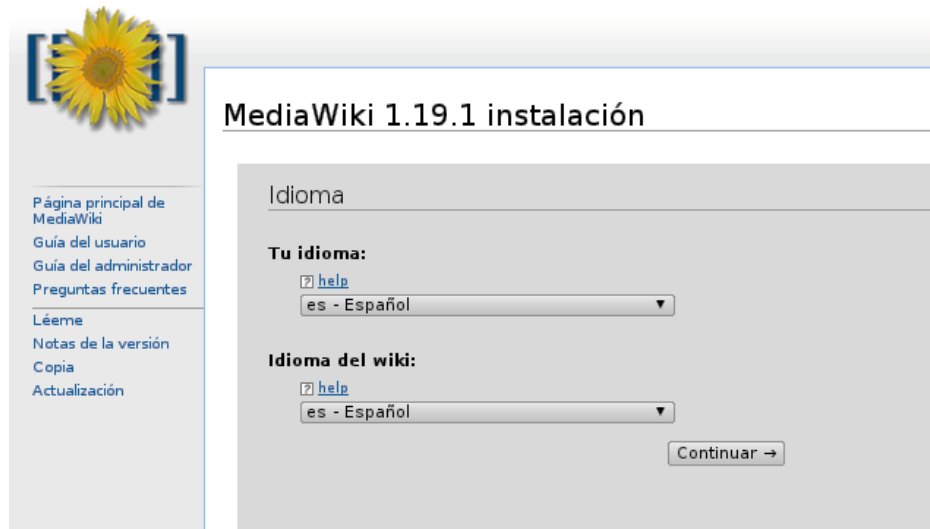 MediaWiki 1.19.1 instalación
Página principal de
MediaWiki
Guía del usuario
Guía del administrador
Preguntas frecuentes
Léeme
Notas de la versión
Copia
Actualización
Idioma
Tu idioma:
help
es - Español
Idioma del wiki:
help
es - Español
Continuar →